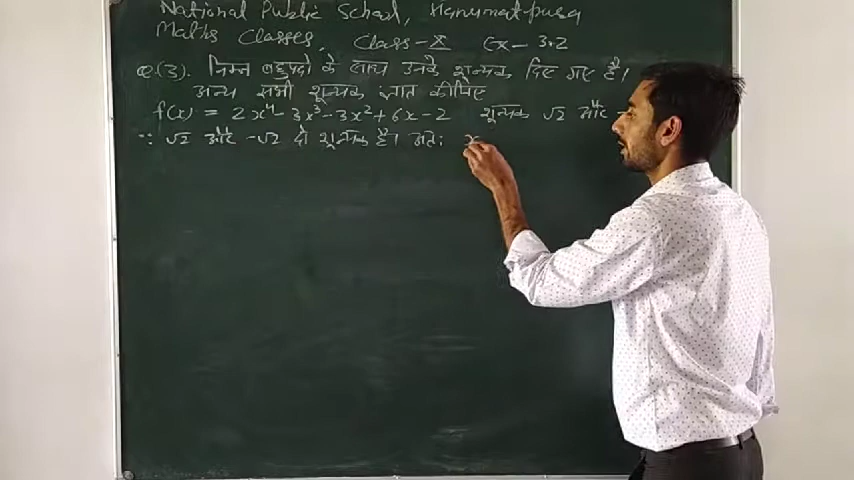 National Public School, Hanumatpura
Maths Classes, Class-X Ex- 3.2
Q.(3). निम्न बहुपदो के साथ उनके शून्यक दिए गए है।
अन्य सभी शून्यक ज्ञात कीजिए
f(x) = 2x⁴-3x³-3x²+6x-2 शून्यक √2 और -
∵ √2 और -√2 दो शून्यक है। अतः x